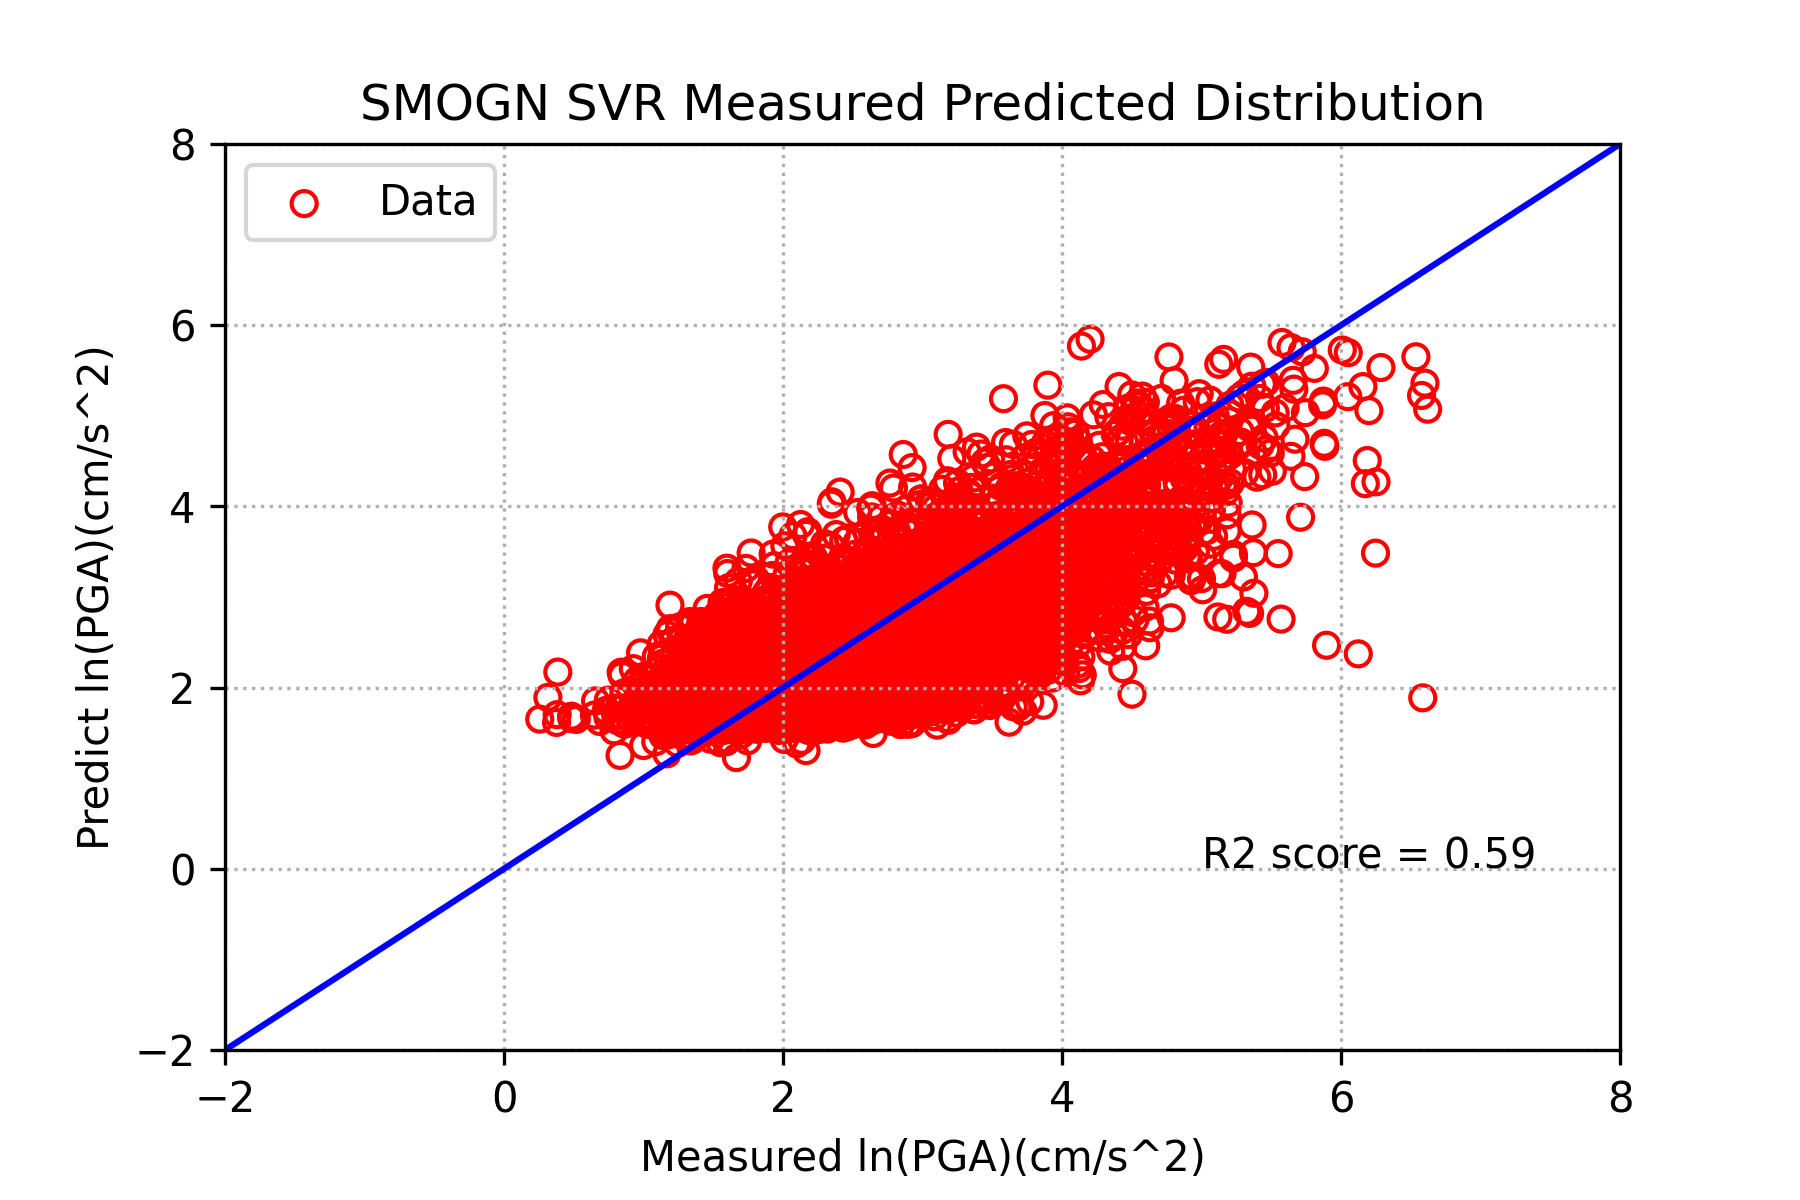 SMOGN SVR Measured Predicted Distribution
8
6
4
2
0
−2
Predict ln(PGA)(cm/s^2)
Data
R2 score = 0.59
−2 0 2 4 6 8
Measured ln(PGA)(cm/s^2)